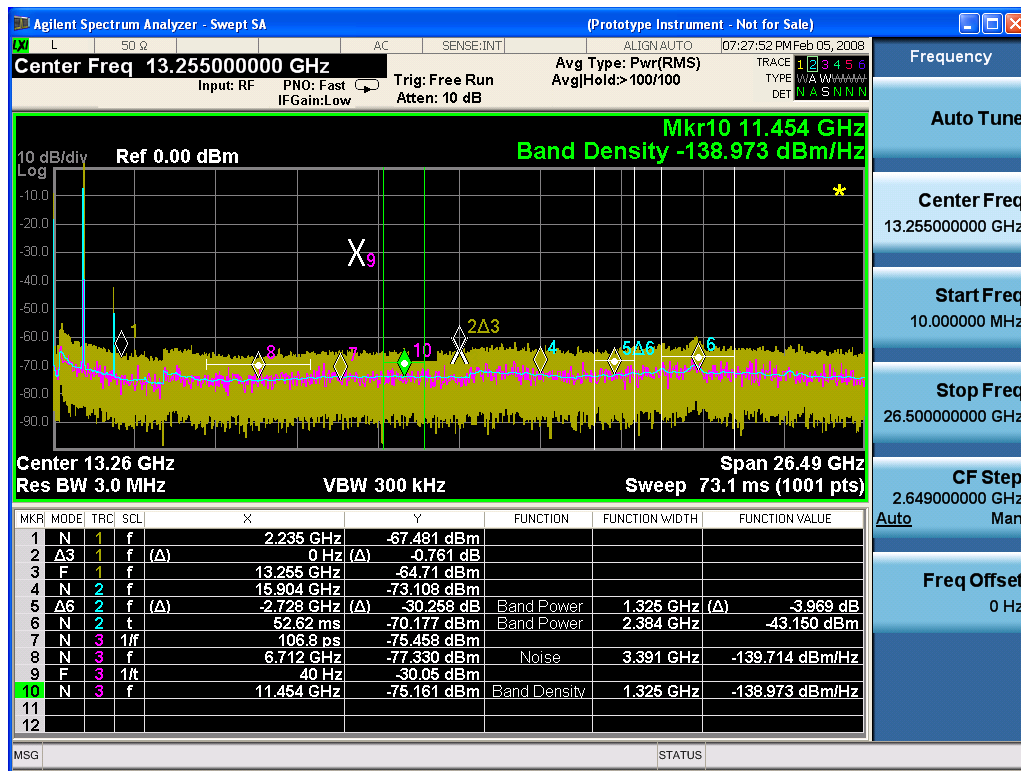 Agilent Spectrum Analyzer - Swept SA (Prototype Instrument - Not for Sale)
LXI L 50 Ω AC SENSE:INT ALIGN AUTO 07:27:52 PM Feb 05, 2008
Center Freq 13.255000000 GHz
Input: RF PNO: Fast
IFGain:Low
Trig: Free Run
Atten: 10 dB
Avg Type: Pwr(RMS)
Avg|Hold:>100/100
TRACE 1 2 3 4 5 6
TYPE W A W W W W
DET N A S N N N
Mkr10 11.454 GHz
Band Density -138.973 dBm/Hz
10 dB/div Ref 0.00 dBm
Log
-10.0
-20.0
-30.0
-40.0
-50.0
-60.0
-70.0
-80.0
-90.0
9
1 8 7 10 2Δ3 4 5Δ6 6
*
Center 13.26 GHz Span 26.49 GHz
Res BW 3.0 MHz VBW 300 kHz Sweep 73.1 ms (1001 pts)
MKR MODE TRC SCL X Y FUNCTION FUNCTION WIDTH FUNCTION VALUE
1 N 1 f 2.235 GHz -67.481 dBm
2 Δ3 1 f (Δ) 0 Hz (Δ) -0.761 dB
3 F 1 f 13.255 GHz -64.71 dBm
4 N 2 f 15.904 GHz -73.108 dBm
5 Δ6 2 f (Δ) -2.728 GHz (Δ) -30.258 dB Band Power 1.325 GHz (Δ) -3.969 dB
6 N 2 t 52.62 ms -70.177 dBm Band Power 2.384 GHz -43.150 dBm
7 N 3 1/f 106.8 ps -75.458 dBm
8 N 3 f 6.712 GHz -77.330 dBm Noise 3.391 GHz -139.714 dBm/Hz
9 F 3 1/t 40 Hz -30.05 dBm
10 N 3 f 11.454 GHz -75.161 dBm Band Density 1.325 GHz -138.973 dBm/Hz
11
12
MSG STATUS
Frequency
Auto Tune
Center Freq
13.255000000 GHz
Start Freq
10.000000 MHz
Stop Freq
26.500000000 GHz
CF Step
2.649000000 GHz
Auto Man
Freq Offset
0 Hz